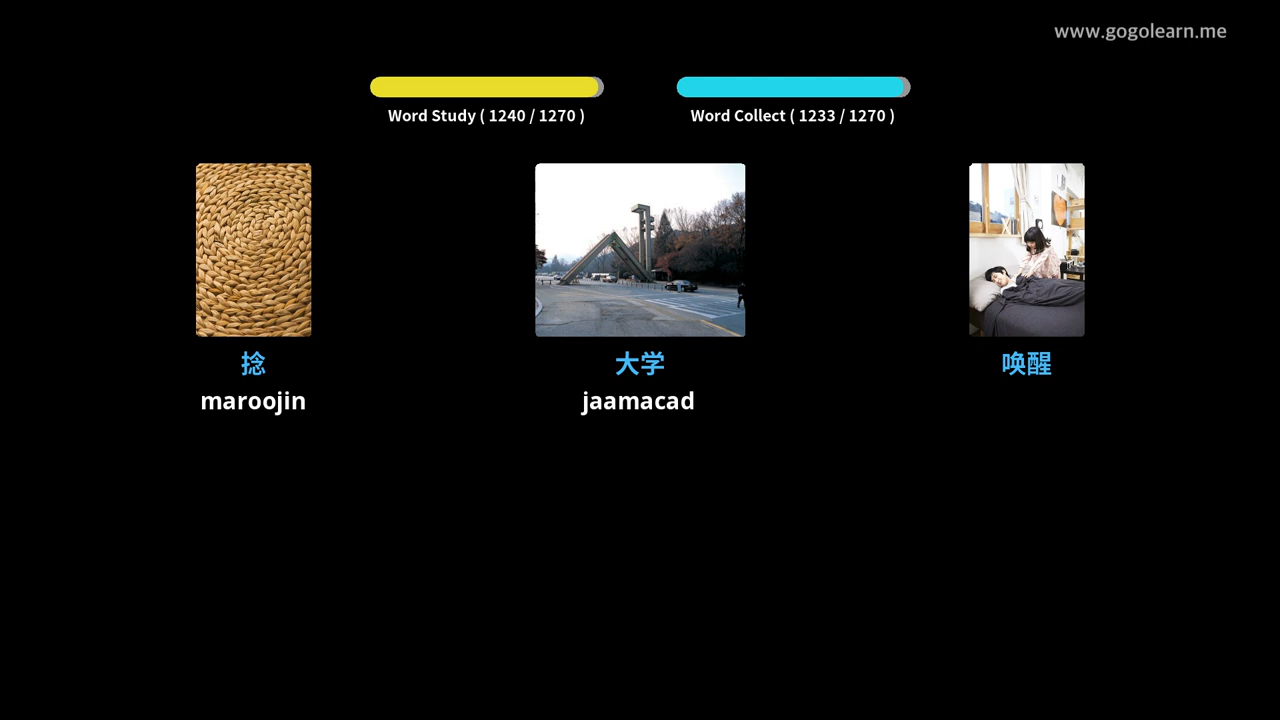 www.gogolearn.me
Word Study ( 1240 / 1270 )
Word Collect ( 1233 / 1270 )
捻
大学
唤醒
maroojin
jaamacad